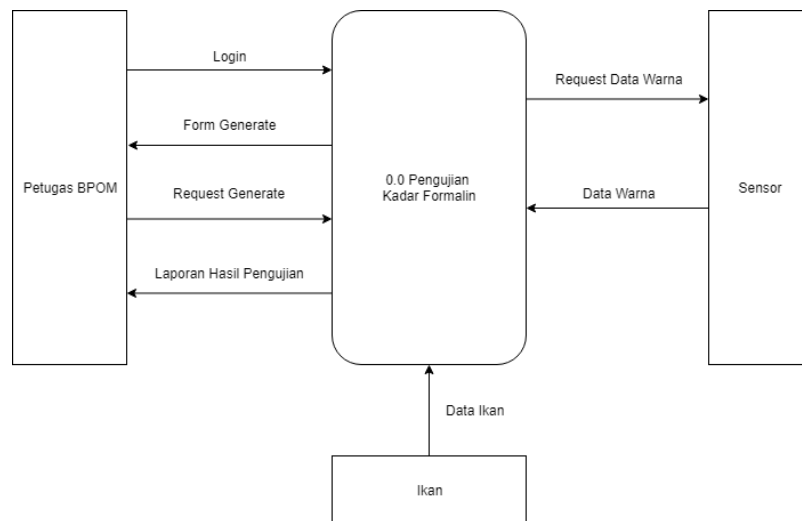 Login
Request Data Warna
Form Generate
Petugas BPOM
Request Generate
0.0 Pengujian
Kadar Formalin
Data Warna
Sensor
Laporan Hasil Pengujian
Data Ikan
Ikan